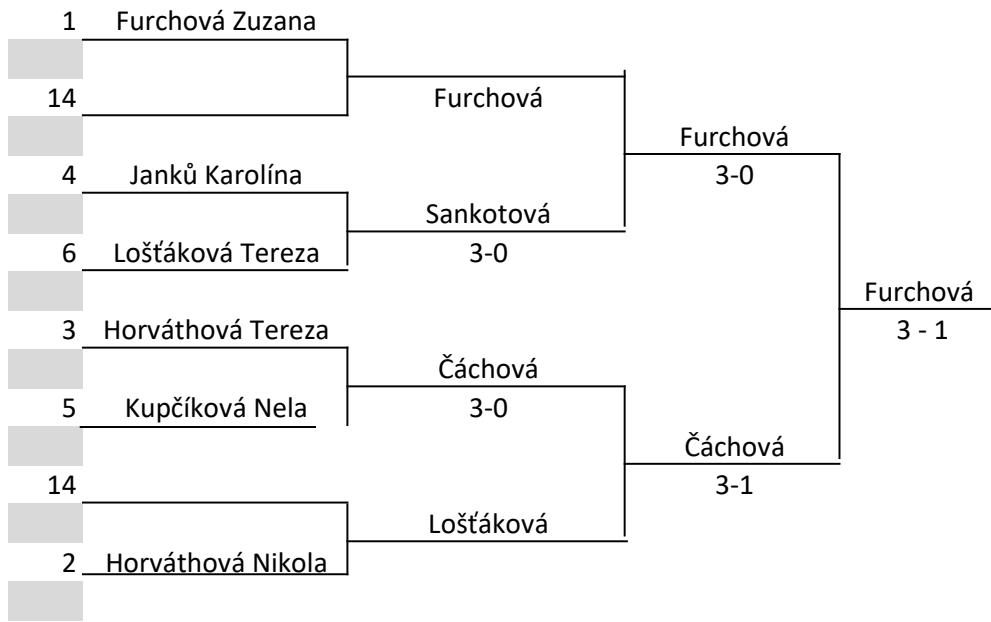 1 Furchová Zuzana
14 Furchová
Furchová
4 Janků Karolína 3-0
Sankotová
6 Lošťáková Tereza 3-0
Furchová
3 Horváthová Tereza 3 - 1
Čáchová
5 Kupčíková Nela 3-0
Čáchová
14 3-1
Lošťáková
2 Horváthová Nikola